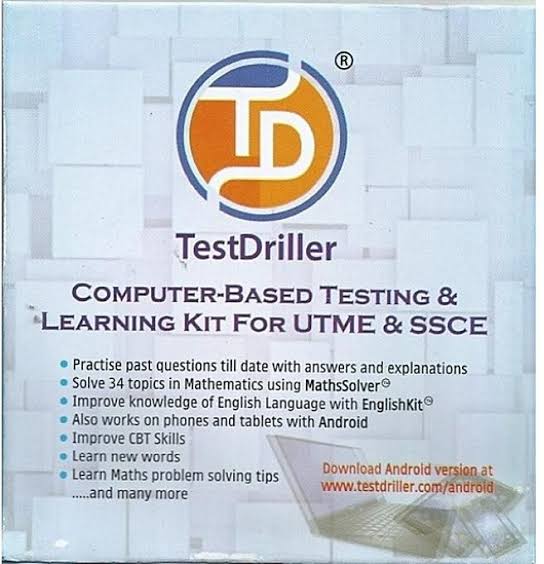 TD ®
TestDriller
COMPUTER-BASED TESTING &
LEARNING KIT FOR UTME & SSCE
• Practise past questions till date with answers and explanations
• Solve 34 topics in Mathematics using MathsSolver™
• Improve knowledge of English Language with EnglishKit™
• Also works on phones and tablets with Android
• Improve CBT Skills
• Learn new words
• Learn Maths problem solving tips
.....and many more
Download Android version at
www.testdriller.com/android